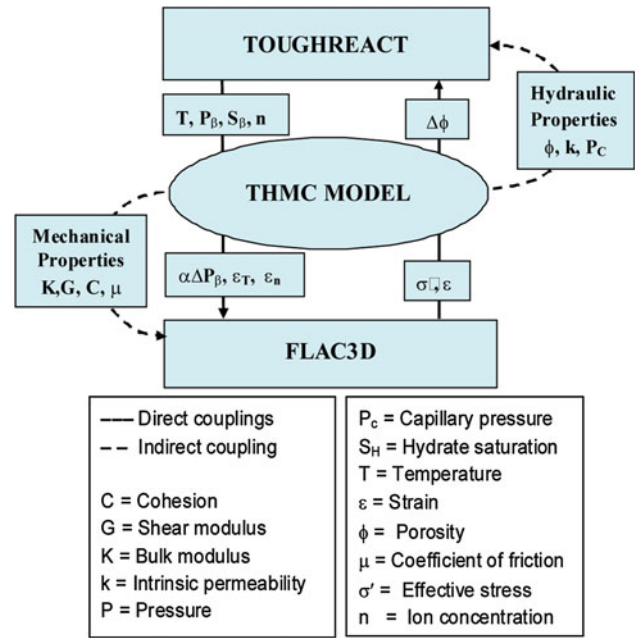 TOUGHREACT
T, Pβ, Sβ, n
Δϕ
Hydraulic
Properties
ϕ, k, PC
THMC MODEL
Mechanical
Properties
K,G, C, μ
αΔPβ, εT, εn
σ□,ε
FLAC3D
Direct couplings
Indirect coupling
C = Cohesion
G = Shear modulus
K = Bulk modulus
k = Intrinsic permeability
P = Pressure
Pc = Capillary pressure
SH = Hydrate saturation
T = Temperature
ε = Strain
ϕ = Porosity
μ = Coefficient of friction
σ' = Effective stress
n = Ion concentration